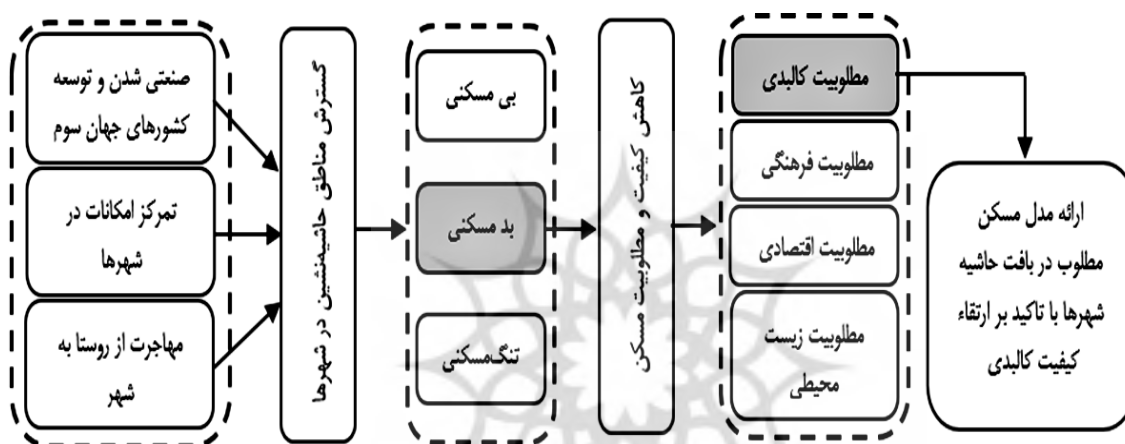 صنعتی شدن و توسعه
کشورهای جهان سوم
تمرکز امکانات در
شهرها
مهاجرت از روستا به
شهر
گسترش مناطق حاشیه‌نشین در شهرها
بی مسکنی
بد مسکنی
تنگ‌مسکنی
کاهش کیفیت و مطلوبیت مسکن
مطلوبیت کالبدی
مطلوبیت فرهنگی
مطلوبیت اقتصادی
مطلوبیت زیست
محیطی
ارائه مدل مسکن
مطلوب در بافت حاشیه
شهرها با تاکید بر ارتقاء
کیفیت کالبدی